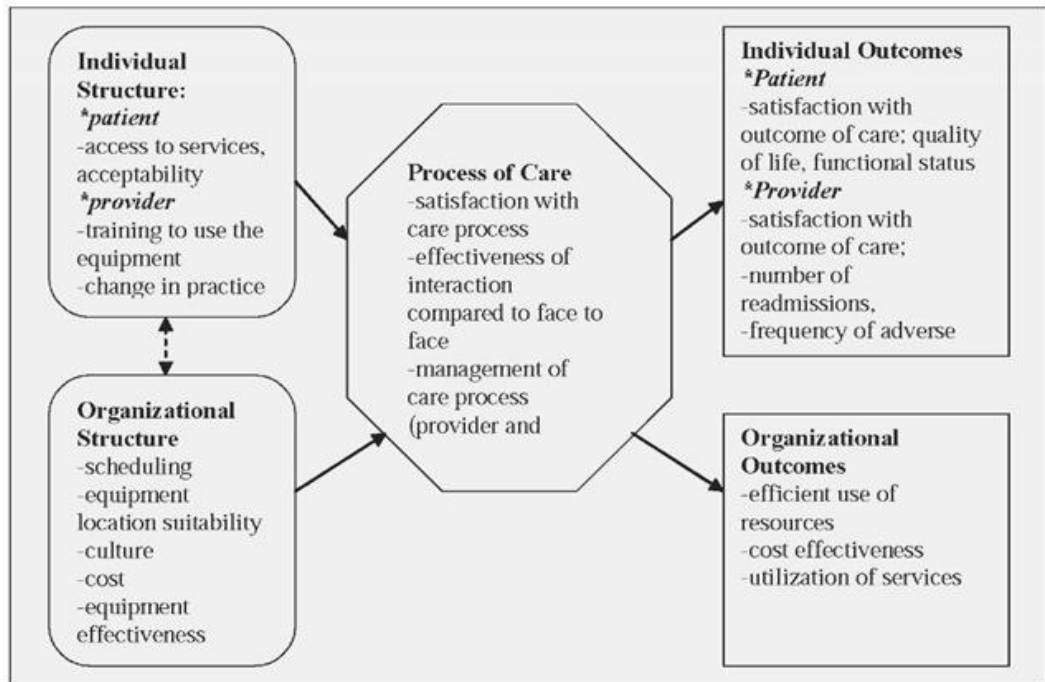 Individual
Structure:
*patient
-access to services,
acceptability
*provider
-training to use the
equipment
-change in practice
Organizational
Structure
-scheduling
-equipment
location suitability
-culture
-cost
-equipment
effectiveness
Process of Care
-satisfaction with
care process
-effectiveness of
interaction
compared to face to
face
-management of
care process
(provider and
Individual Outcomes
*Patient
-satisfaction with
outcome of care; quality
of life, functional status
*Provider
-satisfaction with
outcome of care;
-number of
readmissions,
-frequency of adverse
Organizational
Outcomes
-efficient use of
resources
-cost effectiveness
-utilization of services